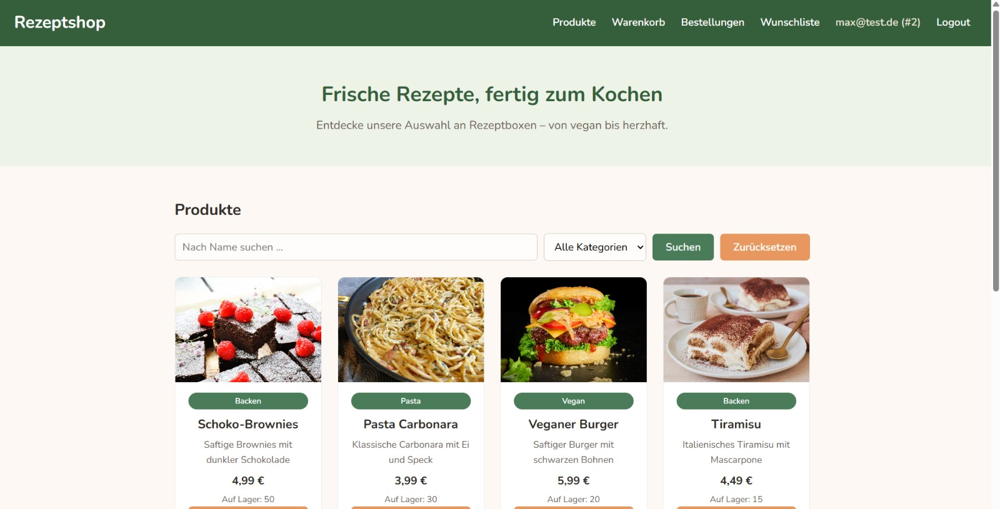 Rezeptshop
Produkte Warenkorb Bestellungen Wunschliste max@test.de (#2) Logout
Frische Rezepte, fertig zum Kochen
Entdecke unsere Auswahl an Rezeptboxen – von vegan bis herzhaft.
Produkte
Nach Name suchen ...
Alle Kategorien
Suchen
Zurücksetzen
Backen
Schoko-Brownies
Saftige Brownies mit
dunkler Schokolade
4,99 €
Auf Lager: 50
Pasta
Pasta Carbonara
Klassische Carbonara mit Ei
und Speck
3,99 €
Auf Lager: 30
Vegan
Veganer Burger
Saftiger Burger mit
schwarzen Bohnen
5,99 €
Auf Lager: 20
Backen
Tiramisu
Italienisches Tiramisu mit
Mascarpone
4,49 €
Auf Lager: 15